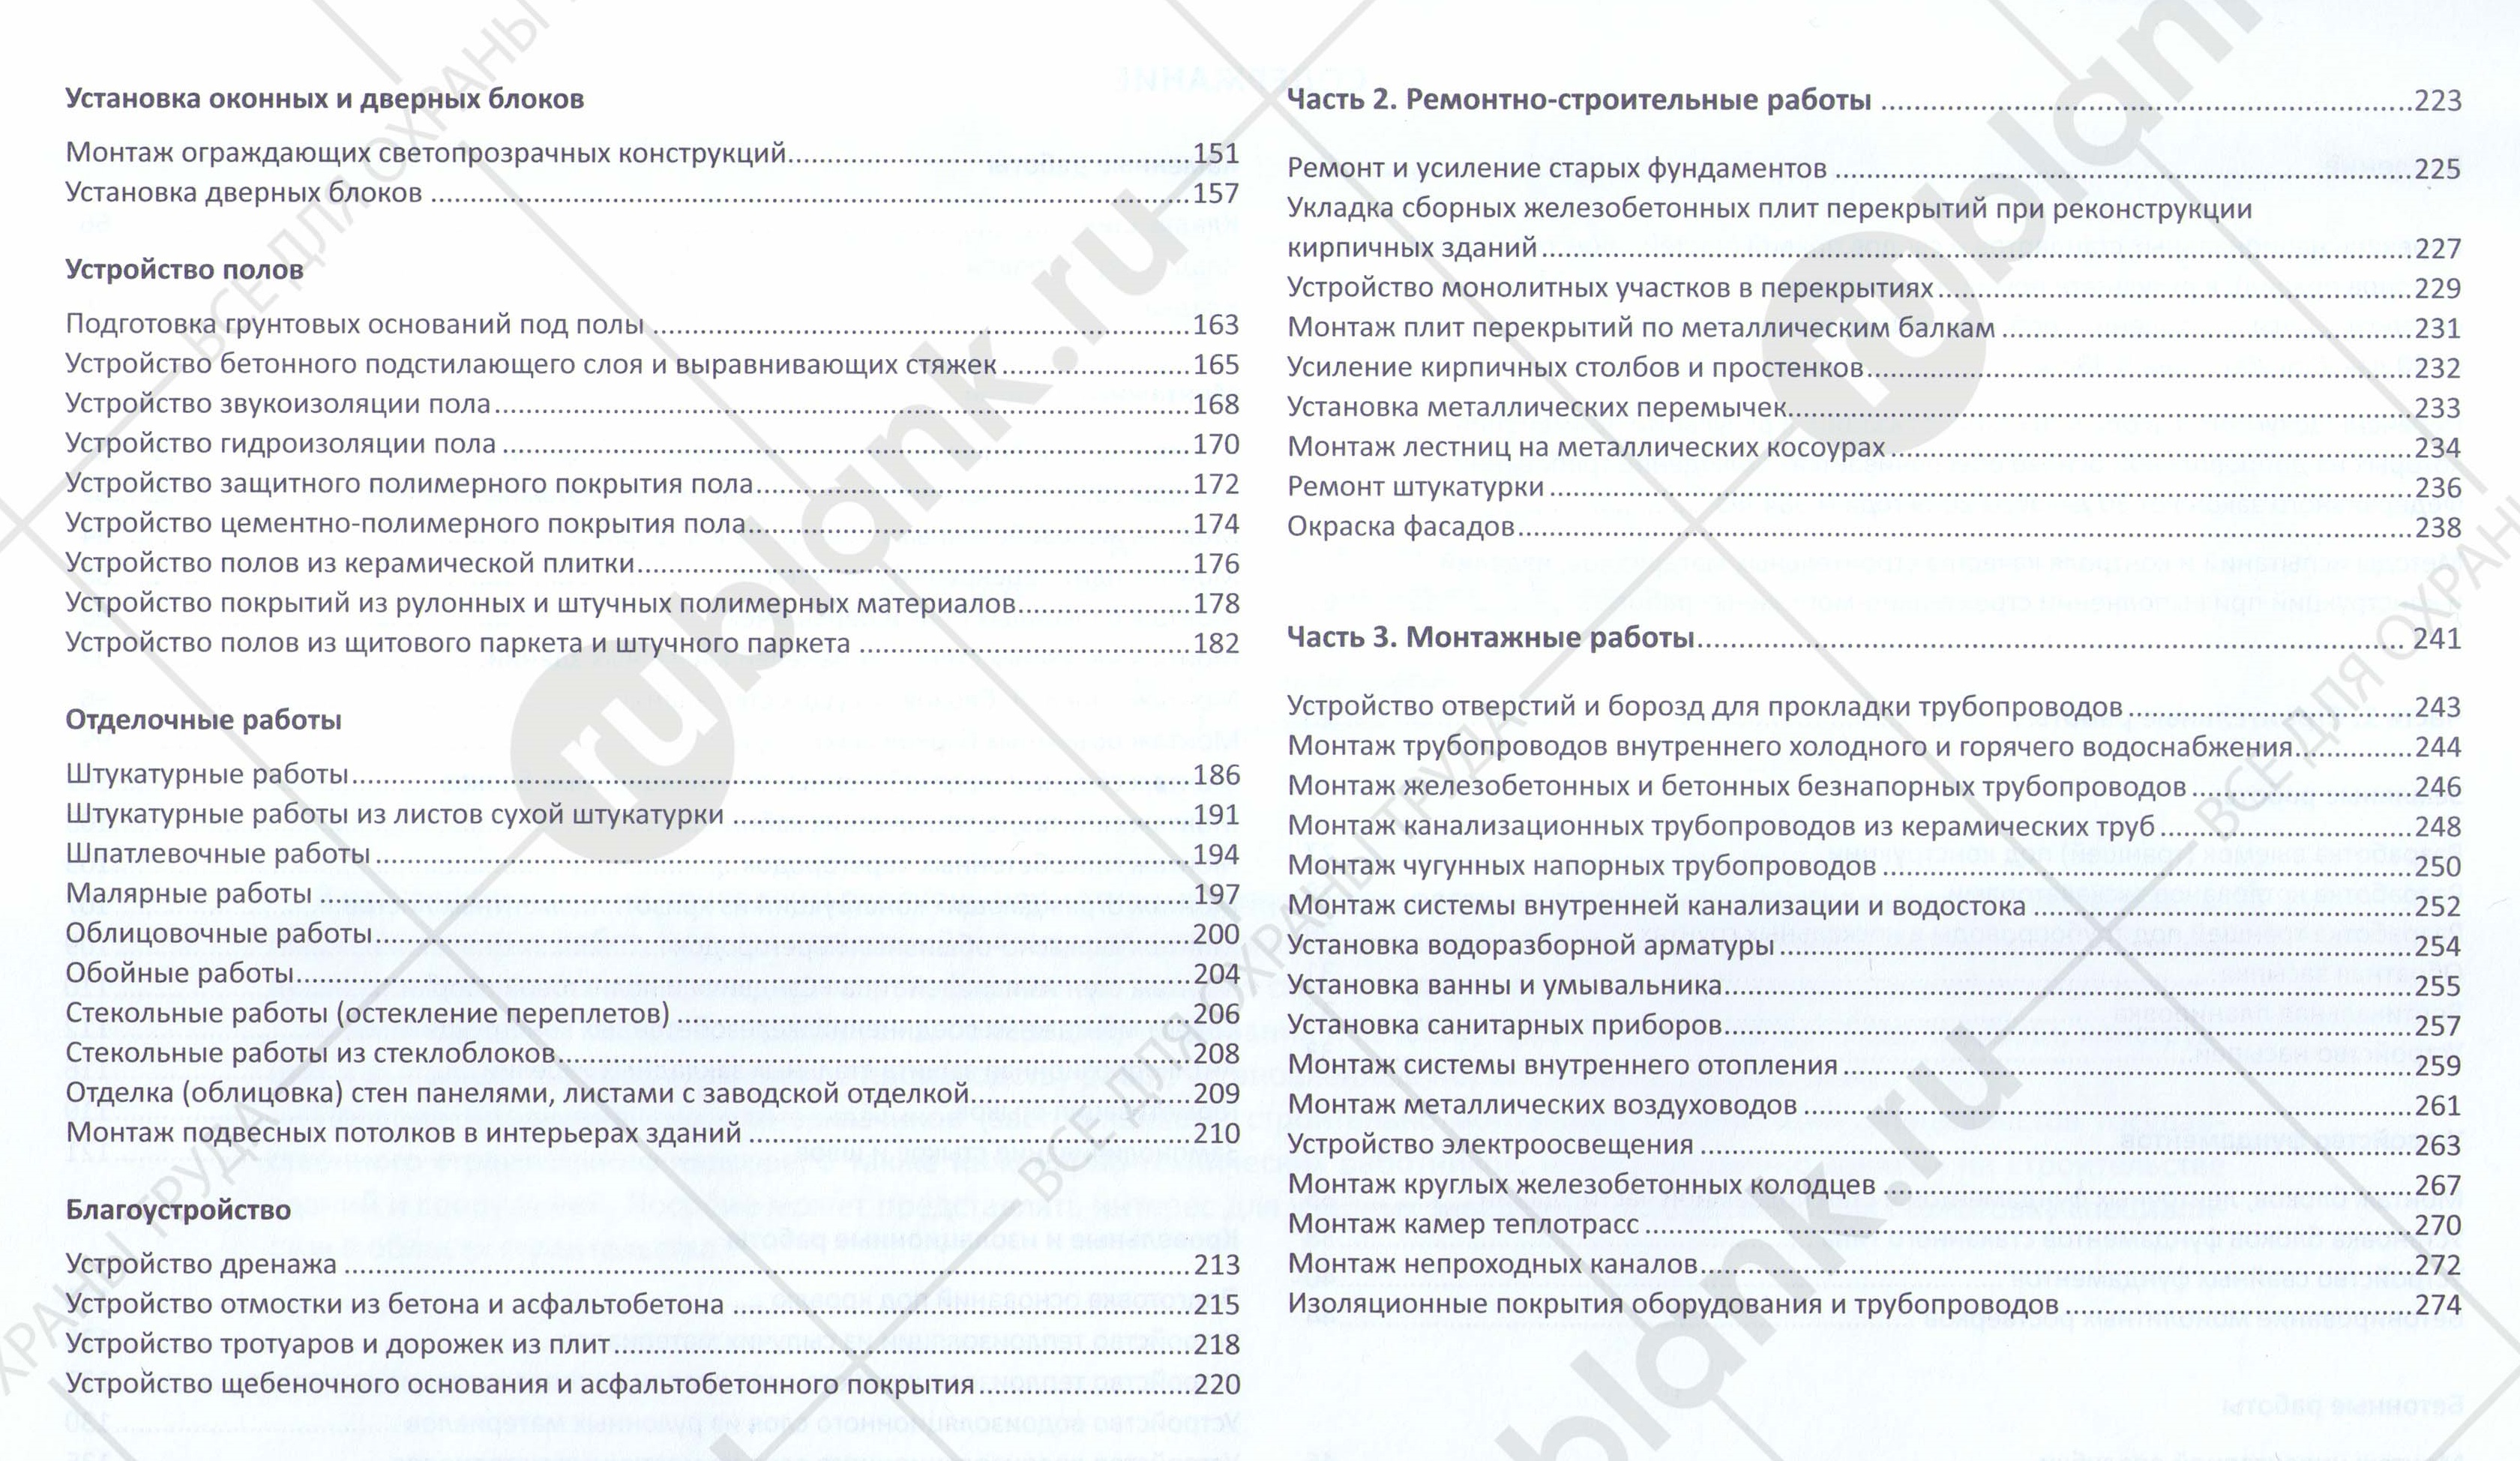 Установка оконных и дверных блоков
Монтаж ограждающих светопрозрачных конструкций....................151
Установка дверных блоков ....................157
Устройство полов
Подготовка грунтовых оснований под полы ....................163
Устройство бетонного подстилающего слоя и выравнивающих стяжек ....................165
Устройство звукоизоляции пола....................168
Устройство гидроизоляции пола ....................170
Устройство защитного полимерного покрытия пола....................172
Устройство цементно-полимерного покрытия пола....................174
Устройство полов из керамической плитки....................176
Устройство покрытий из рулонных и штучных полимерных материалов....................178
Устройство полов из щитового паркета и штучного паркета ....................182
Отделочные работы
Штукатурные работы....................186
Штукатурные работы из листов сухой штукатурки ....................191
Шпатлевочные работы....................194
Малярные работы ....................197
Облицовочные работы....................200
Обойные работы....................204
Стекольные работы (остекление переплетов) ....................206
Стекольные работы из стеклоблоков....................208
Отделка (облицовка) стен панелями, листами с заводской отделкой....................209
Монтаж подвесных потолков в интерьерах зданий ....................210
Благоустройство
Устройство дренажа ....................213
Устройство отмостки из бетона и асфальтобетона ....................215
Устройство тротуаров и дорожек из плит....................218
Устройство щебеночного основания и асфальтобетонного покрытия....................220
Часть 2. Ремонтно-строительные работы ....................223
Ремонт и усиление старых фундаментов ....................225
Укладка сборных железобетонных плит перекрытий при реконструкции
кирпичных зданий....................227
Устройство монолитных участков в перекрытиях....................229
Монтаж плит перекрытий по металлическим балкам ....................231
Усиление кирпичных столбов и простенков....................232
Установка металлических перемычек....................233
Монтаж лестниц на металлических косоурах....................234
Ремонт штукатурки ....................236
Окраска фасадов....................238
Часть 3. Монтажные работы.................... 241
Устройство отверстий и борозд для прокладки трубопроводов....................243
Монтаж трубопроводов внутреннего холодного и горячего водоснабжения....................244
Монтаж железобетонных и бетонных безнапорных трубопроводов ....................246
Монтаж канализационных трубопроводов из керамических труб ....................248
Монтаж чугунных напорных трубопроводов ....................250
Монтаж системы внутренней канализации и водостока ....................252
Установка водоразборной арматуры....................254
Установка ванны и умывальника....................255
Установка санитарных приборов....................257
Монтаж системы внутреннего отопления....................259
Монтаж металлических воздуховодов ....................261
Устройство электроосвещения ....................263
Монтаж круглых железобетонных колодцев ....................267
Монтаж камер теплотрасс ....................270
Монтаж непроходных каналов....................272
Изоляционные покрытия оборудования и трубопроводов ....................274
rublank.ru
ВСЕ ДЛЯ ОХРАНЫ ТРУДА